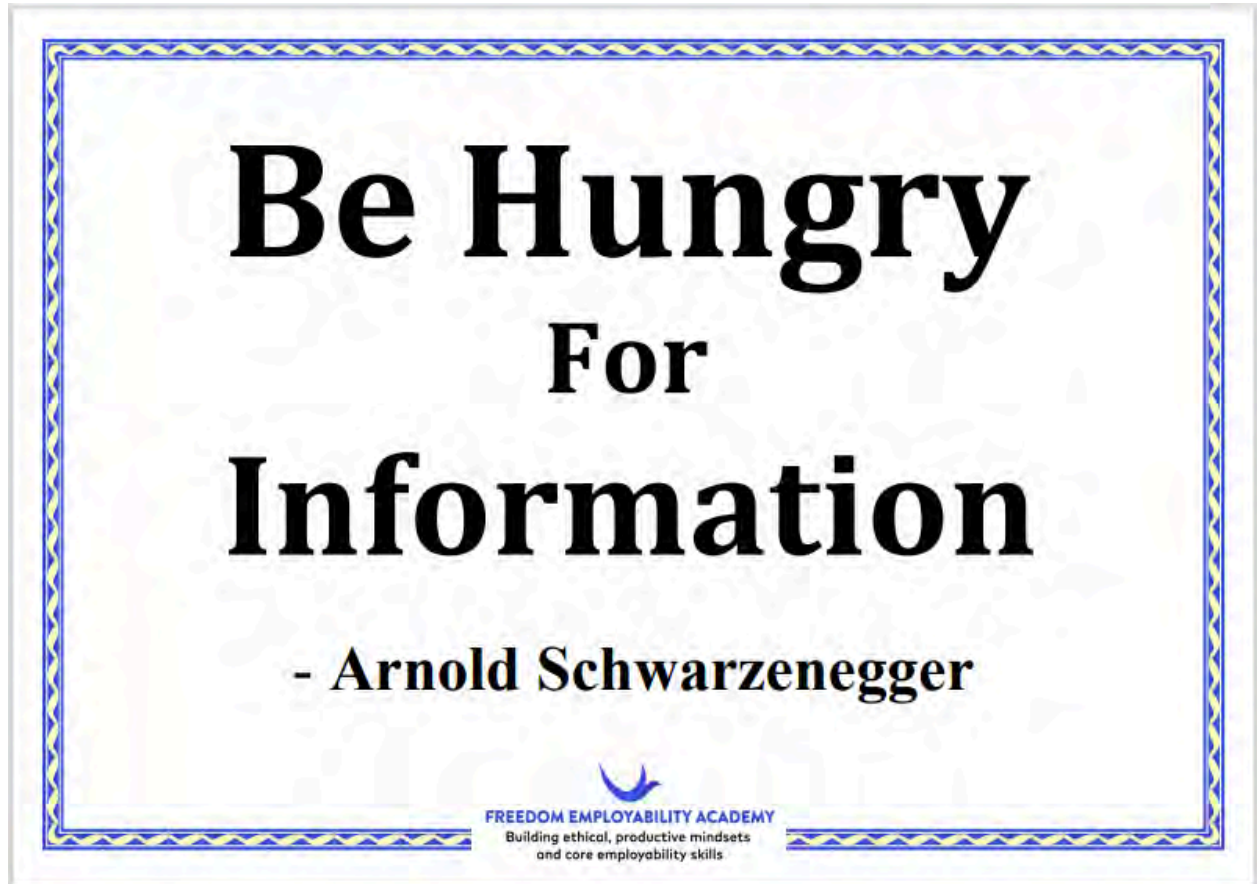 Be Hungry
For
Information
- Arnold Schwarzenegger
FREEDOM EMPLOYABILITY ACADEMY
Building ethical, productive mindsets
and core employability skills